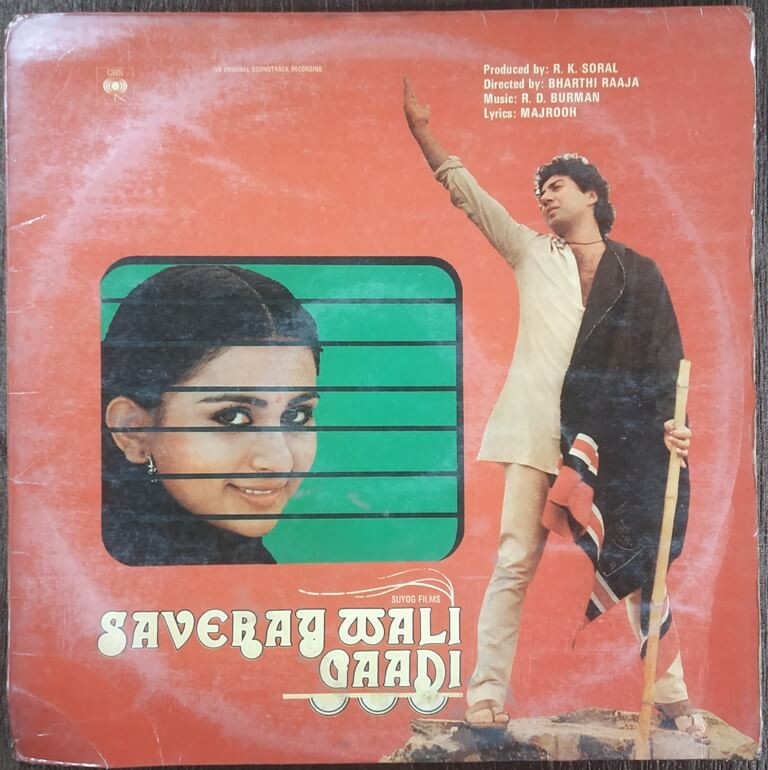 CBS
AN ORIGINAL SOUNDTRACK RECORDING
Produced by: R. K. SORAL
Directed by: BHARTHI RAAJA
Music: R. D. BURMAN
Lyrics: MAJROOH
SUYOG FILMS
SAVERAY WALI
GAADI